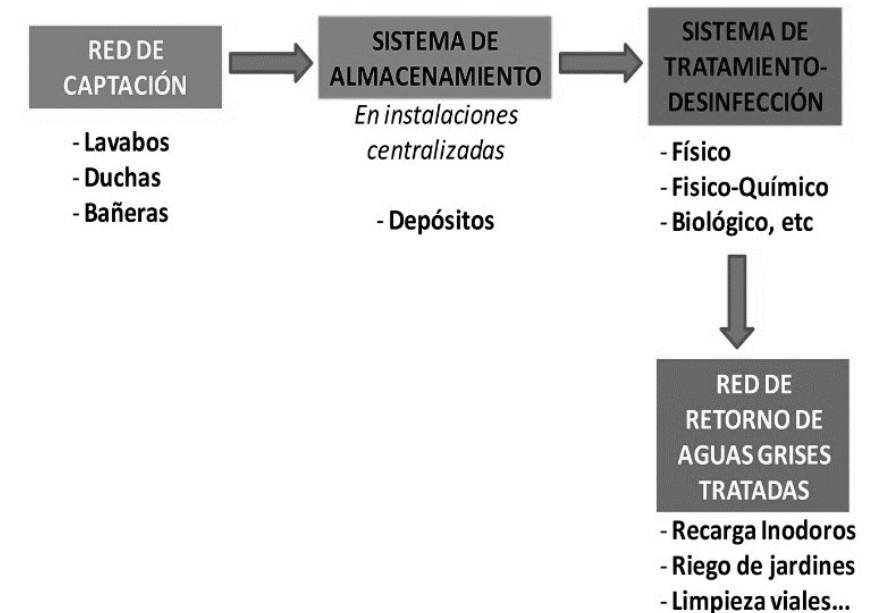 RED DE
CAPTACIÓN
- Lavabos
- Duchas
- Bañeras
SISTEMA DE
ALMACENAMIENTO
En instalaciones
centralizadas
- Depósitos
SISTEMA DE
TRATAMIENTO-
DESINFECCIÓN
- Físico
- Fisico-Químico
- Biológico, etc
RED DE
RETORNO DE
AGUAS GRISES
TRATADAS
- Recarga Inodoros
- Riego de jardines
- Limpieza viales...